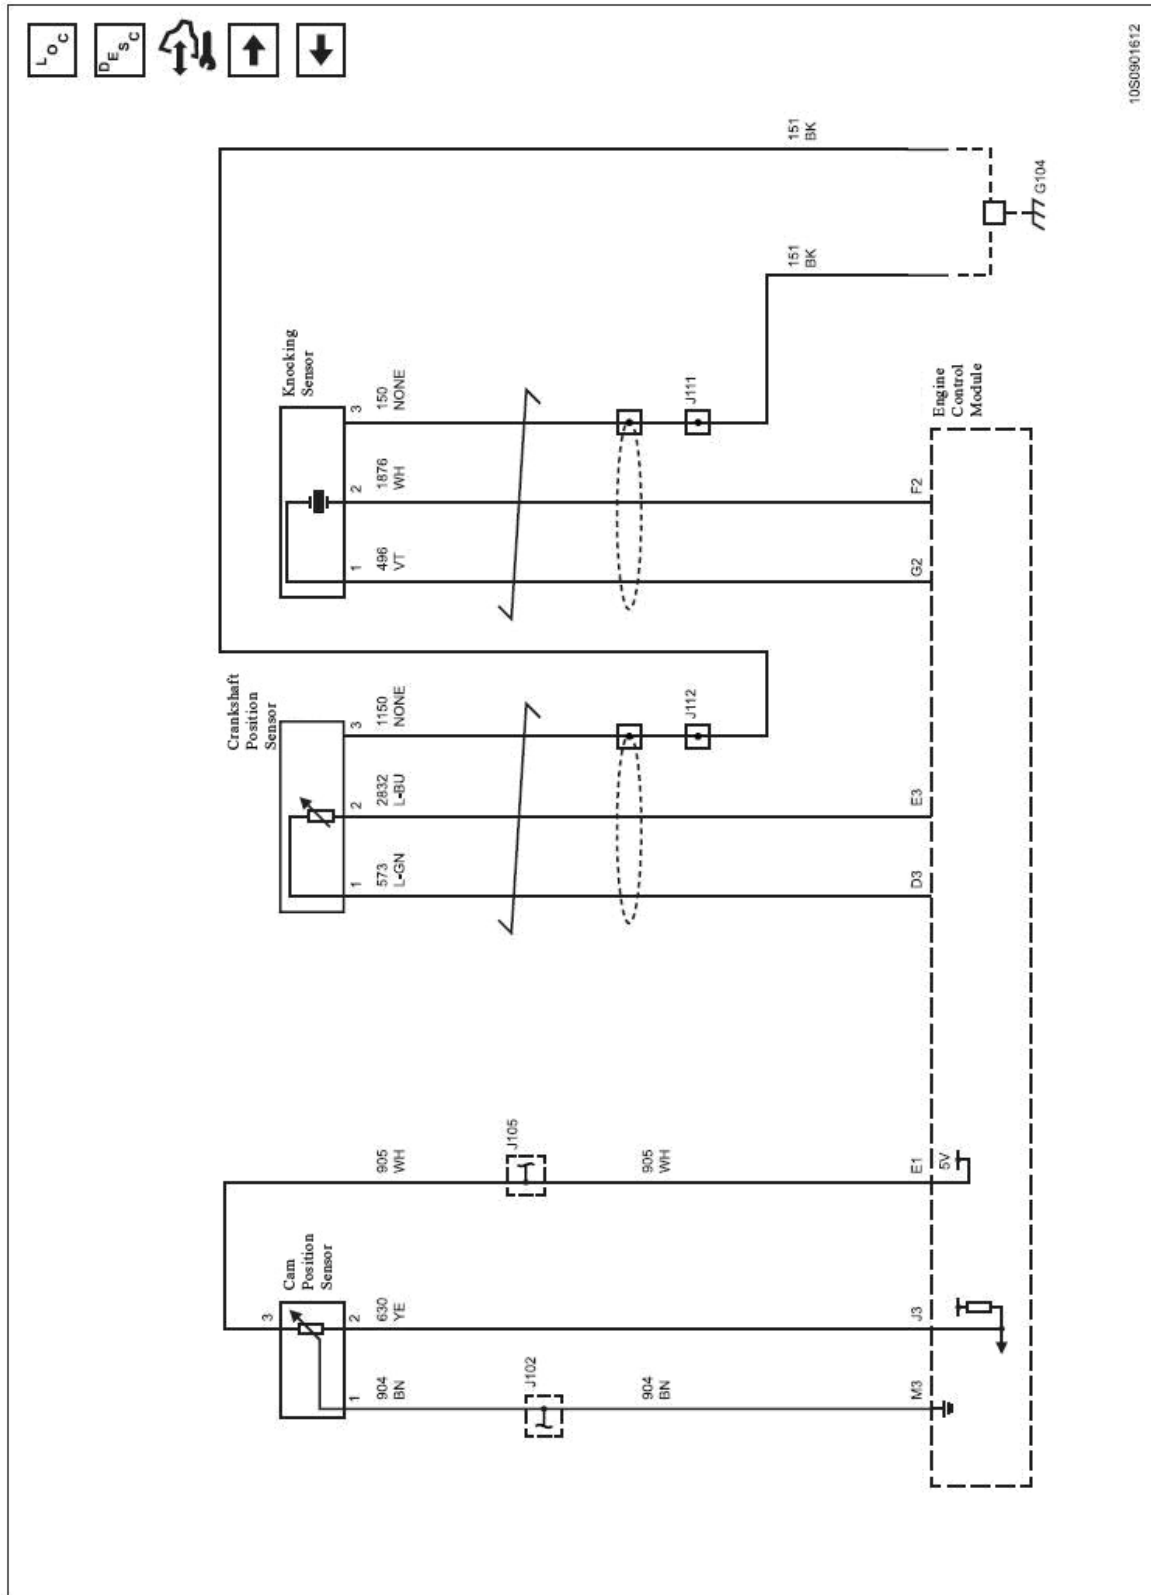 LOC
DESC
10S0901612
151
BK
151
BK
G104
Knocking
Sensor
3
150
NONE
2
1876
WH
1
496
VT
J111
F2
G2
Engine
Control
Module
Crankshaft
Position
Sensor
3
1150
NONE
2
2832
L-BU
1
573
L-GN
J112
E3
D3
905
WH
J105
905
WH
E1
5V
Cam
Position
Sensor
3
2
630
YE
1
904
BN
J102
904
BN
J3
M3